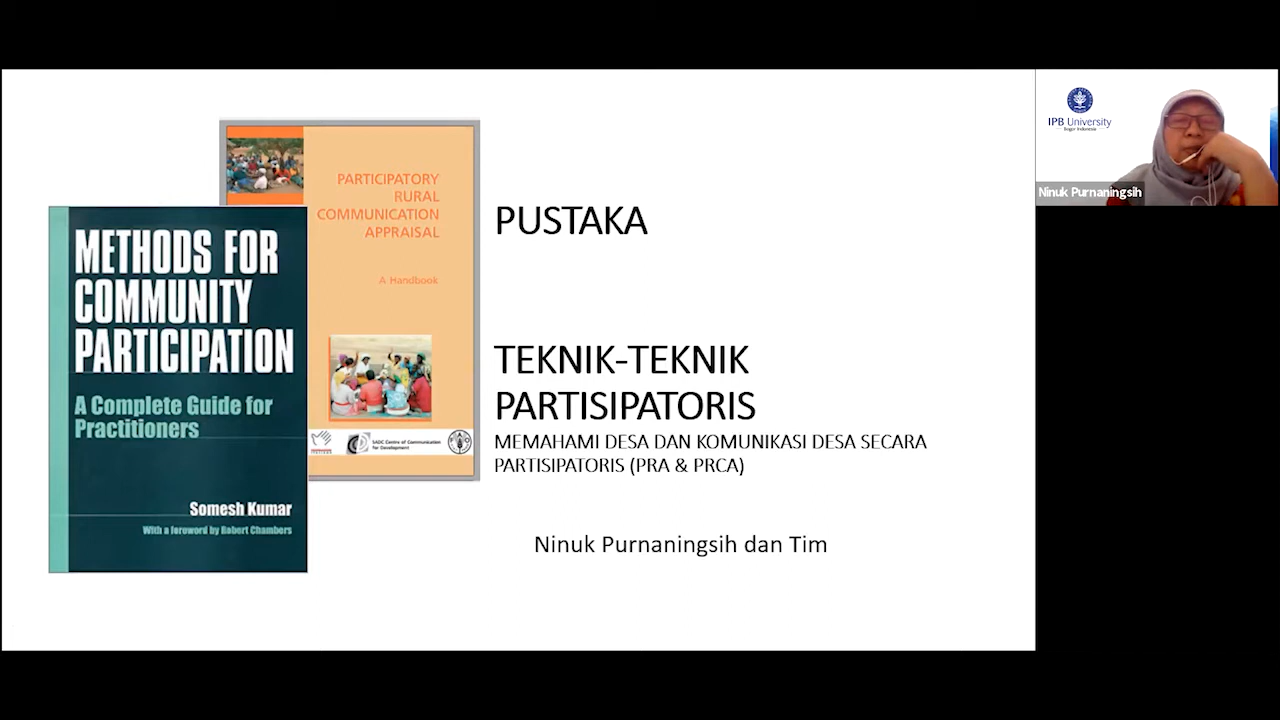 PARTICIPATORY
RURAL
COMMUNICATION
APPRAISAL
A Handbook
SADC Centre of Communication
for Development
METHODS FOR
COMMUNITY
PARTICIPATION
A Complete Guide for
Practitioners
Somesh Kumar
With a foreword by Robert Chambers
PUSTAKA
TEKNIK-TEKNIK
PARTISIPATORIS
MEMAHAMI DESA DAN KOMUNIKASI DESA SECARA
PARTISIPATORIS (PRA & PRCA)
Ninuk Purnaningsih dan Tim
IPB University
Bogor Indonesia
Ninuk Purnaningsih